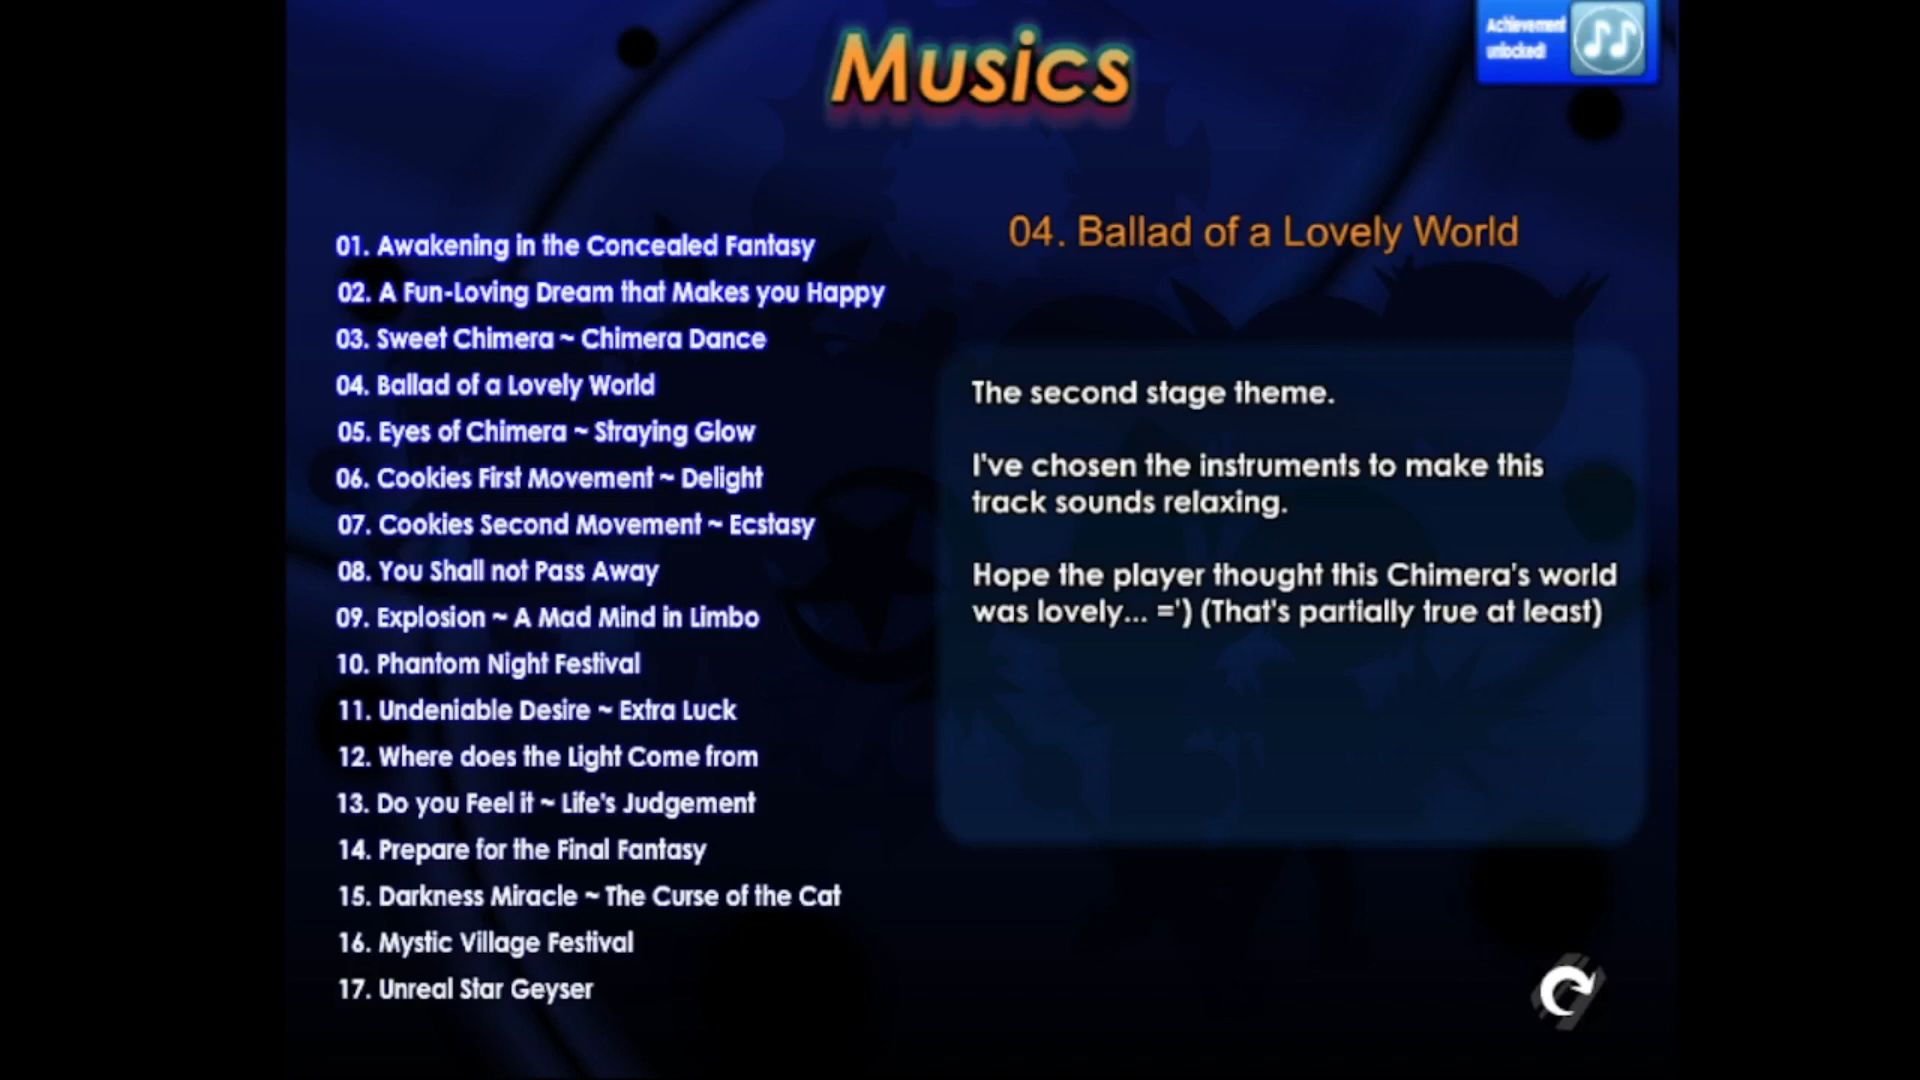 Musics
Achievement
unlocked!
01. Awakening in the Concealed Fantasy
02. A Fun-Loving Dream that Makes you Happy
03. Sweet Chimera ~ Chimera Dance
04. Ballad of a Lovely World
05. Eyes of Chimera ~ Straying Glow
06. Cookies First Movement ~ Delight
07. Cookies Second Movement ~ Ecstasy
08. You Shall not Pass Away
09. Explosion ~ A Mad Mind in Limbo
10. Phantom Night Festival
11. Undeniable Desire ~ Extra Luck
12. Where does the Light Come from
13. Do you Feel it ~ Life's Judgement
14. Prepare for the Final Fantasy
15. Darkness Miracle ~ The Curse of the Cat
16. Mystic Village Festival
17. Unreal Star Geyser
04. Ballad of a Lovely World
The second stage theme.
I've chosen the instruments to make this
track sounds relaxing.
Hope the player thought this Chimera's world
was lovely... =') (That's partially true at least)